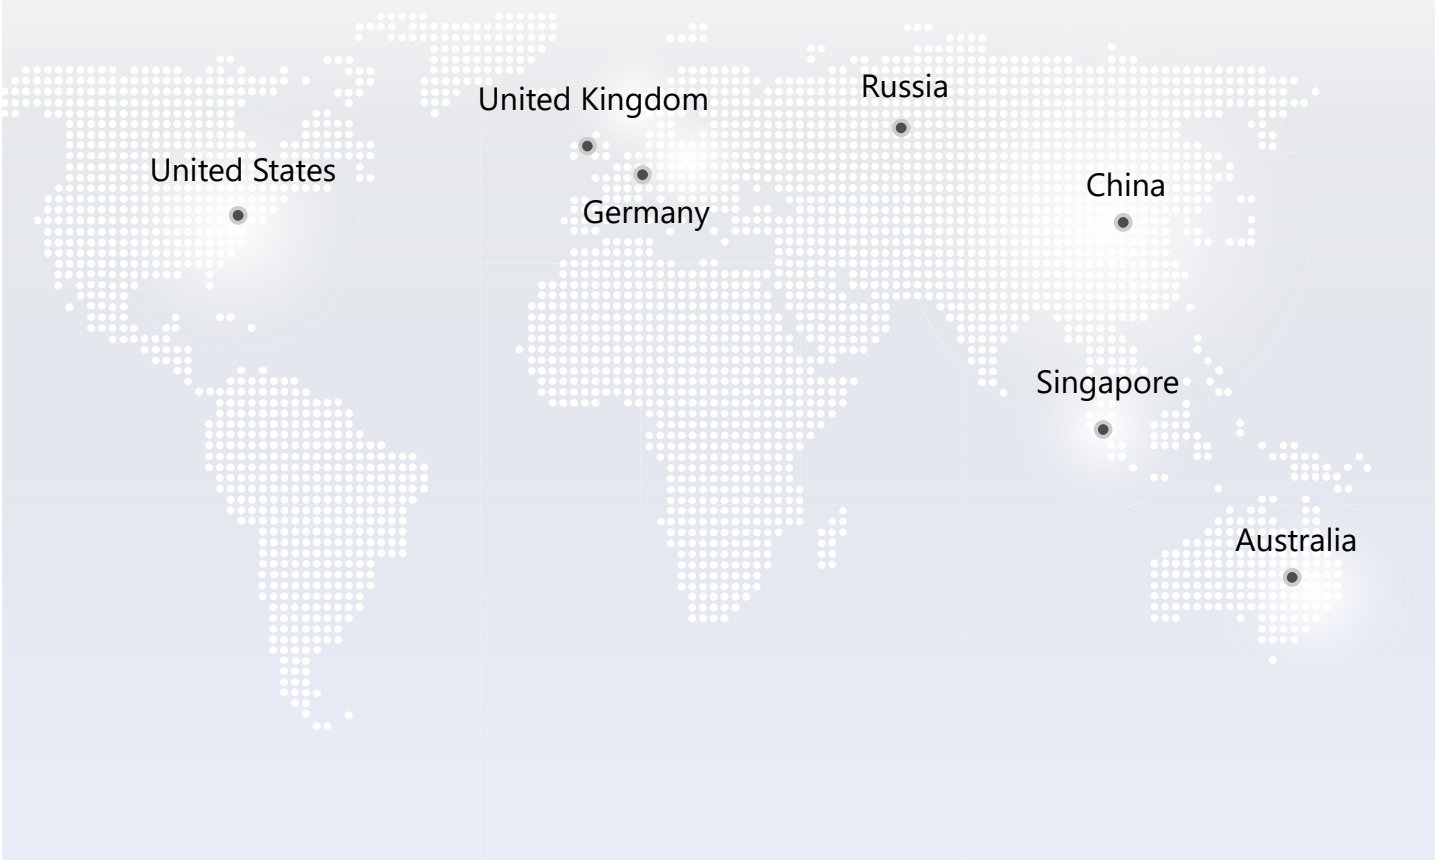 Russia
United Kingdom
United States
China
Germany
Singapore
Australia